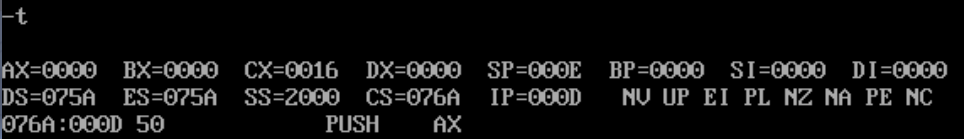 -t
AX=0000 BX=0000 CX=0016 DX=0000 SP=000E BP=0000 SI=0000 DI=0000
DS=075A ES=075A SS=2000 CS=076A IP=000D NV UP EI PL NZ NA PE NC
076A:000D 50 PUSH AX